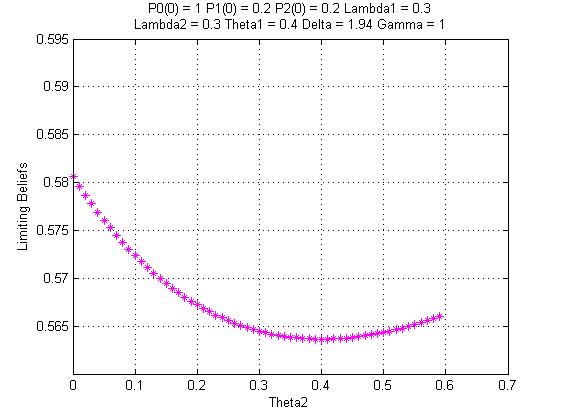 P0(0) = 1 P1(0) = 0.2 P2(0) = 0.2 Lambda1 = 0.3
Lambda2 = 0.3 Theta1 = 0.4 Delta = 1.94 Gamma = 1
0.595
0.59
0.585
0.58
0.575
0.57
0.565
Limiting Beliefs
0 0.1 0.2 0.3 0.4 0.5 0.6 0.7
Theta2